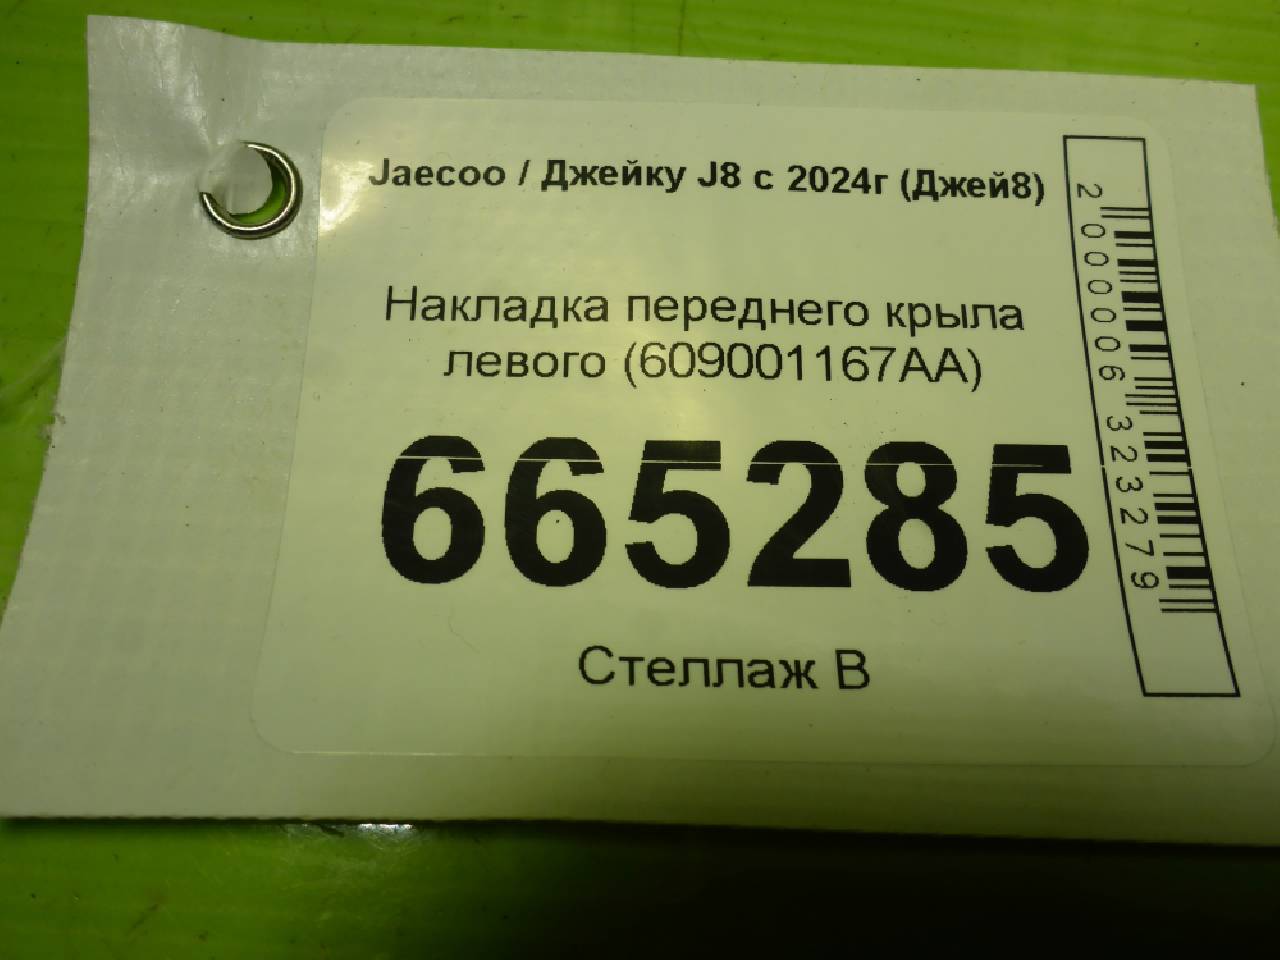 Jaecoo / Джейку J8 с 2024г (Джей8)
Накладка переднего крыла
левого (609001167AA)
665285
Стеллаж В
2000006323279